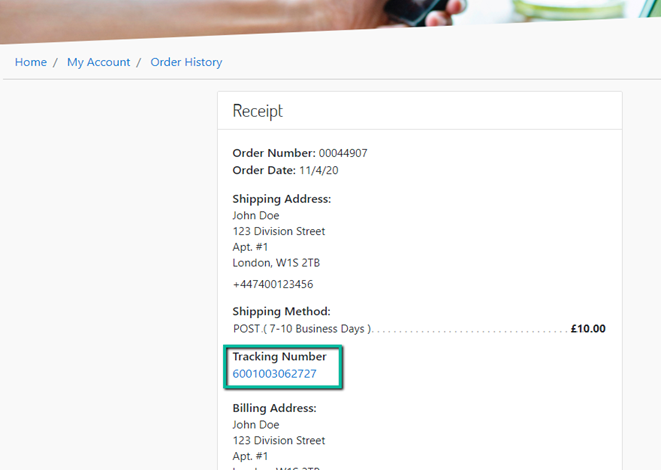 Home / My Account / Order History
Receipt
Order Number: 00044907
Order Date: 11/4/20
Shipping Address:
John Doe
123 Division Street
Apt. #1
London, W1S 2TB
+447400123456
Shipping Method:
POST ( 7-10 Business Days ) £10.00
Tracking Number
6001003062727
Billing Address:
John Doe
123 Division Street
Apt. #1